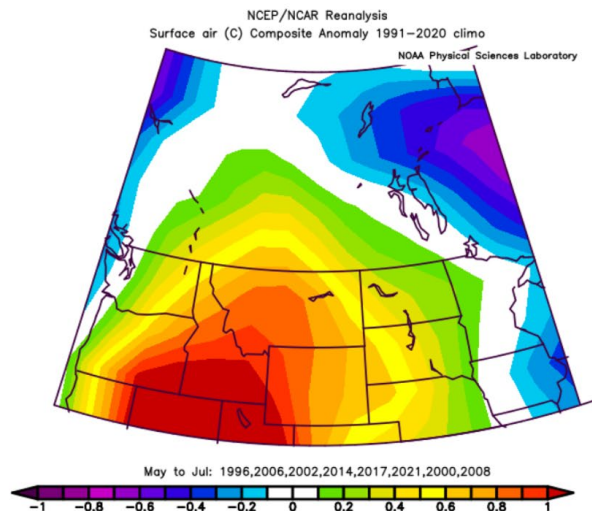 NCEP/NCAR Reanalysis
Surface air (C) Composite Anomaly 1991-2020 climo
NOAA Physical Sciences Laboratory
May to Jul: 1996,2006,2002,2014,2017,2021,2000,2008
-1 -0.8 -0.6 -0.4 -0.2 0 0.2 0.4 0.6 0.8 1